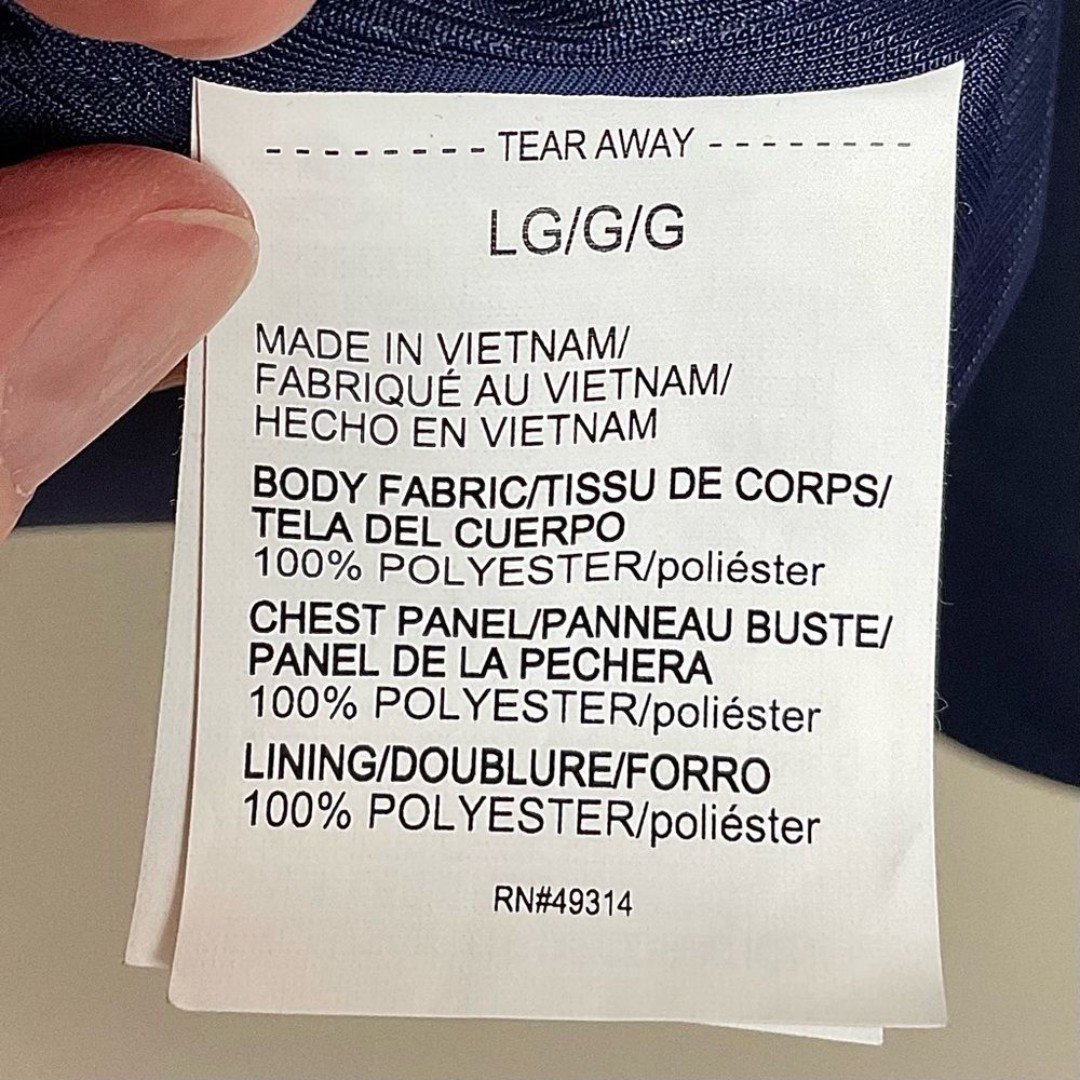 -------- TEAR AWAY --------
LG/G/G
MADE IN VIETNAM/
FABRIQUÉ AU VIETNAM/
HECHO EN VIETNAM
BODY FABRIC/TISSU DE CORPS/
TELA DEL CUERPO
100% POLYESTER/poliéster
CHEST PANEL/PANNEAU BUSTE/
PANEL DE LA PECHERA
100% POLYESTER/poliéster
LINING/DOUBLURE/FORRO
100% POLYESTER/poliéster
RN#49314